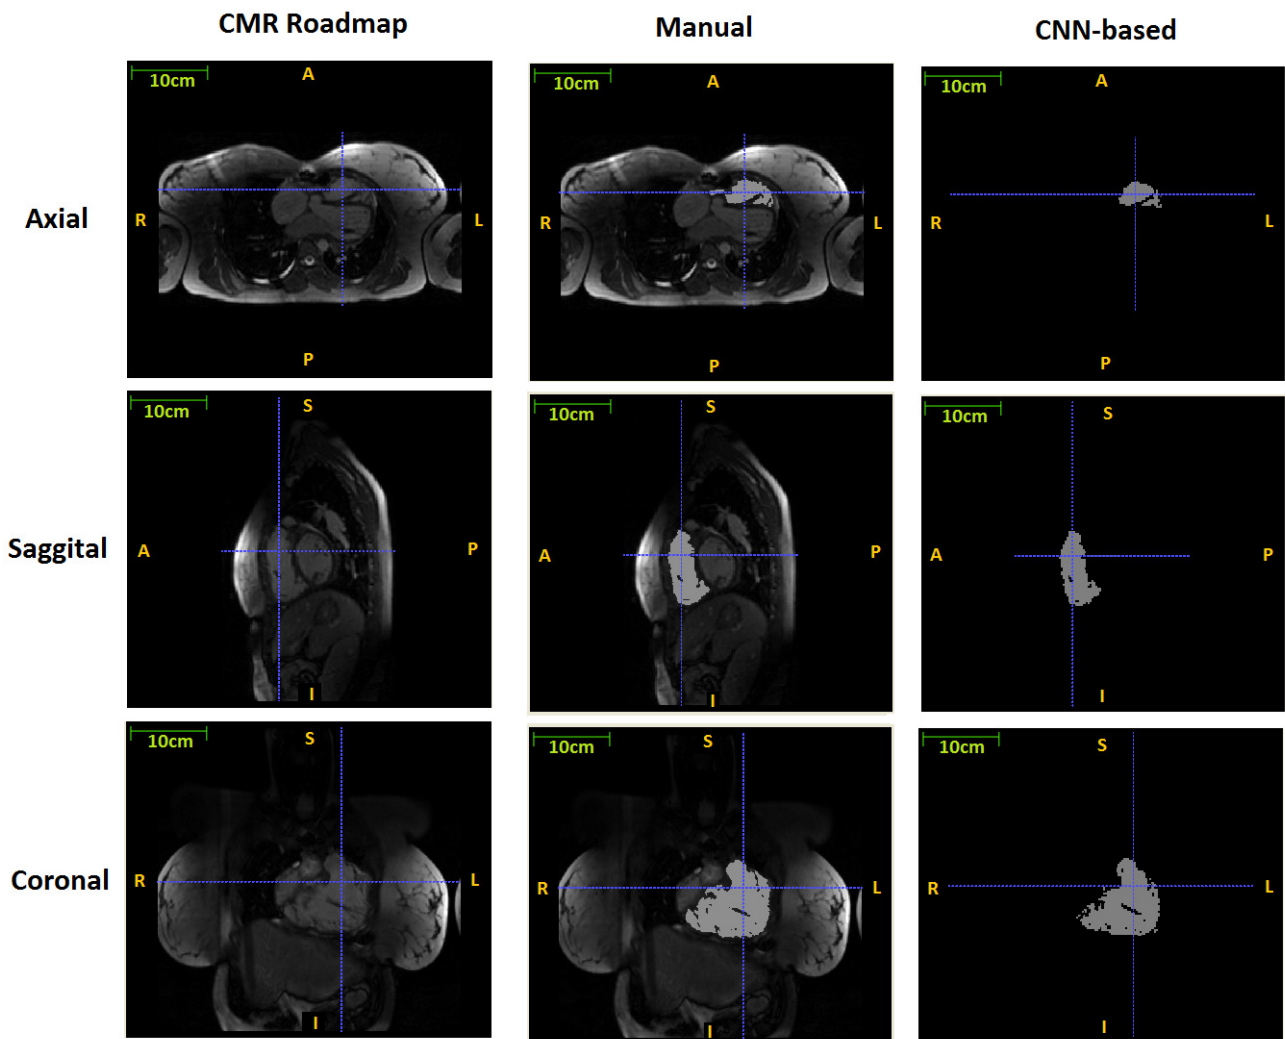 CMR Roadmap Manual CNN-based
10cm A 10cm A 10cm A
Axial R L R L R L
P P P
10cm S 10cm S 10cm S
Saggital A P A P A P
I I I
10cm S 10cm S 10cm S
Coronal R L R L R L
I I I